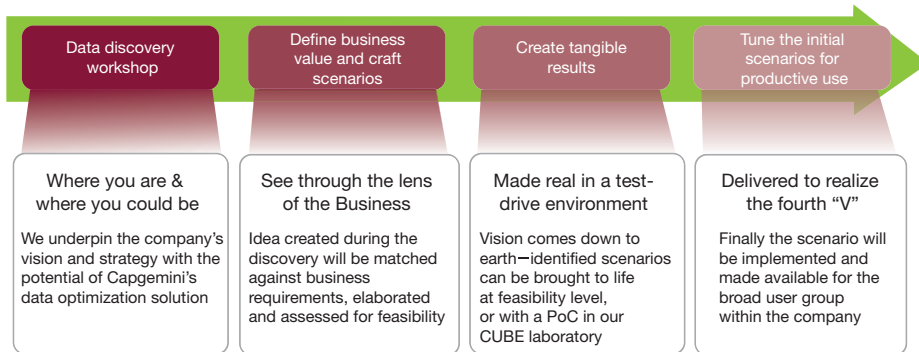 Data discovery
workshop
Define business
value and craft
scenarios
Create tangible
results
Tune the initial
scenarios for
productive use
Where you are &
where you could be
We underpin the company's
vision and strategy with the
potential of Capgemini's
data optimization solution
See through the lens
of the Business
Idea created during the
discovery will be matched
against business
requirements, elaborated
and assessed for feasibility
Made real in a test-
drive environment
Vision comes down to
earth—identified scenarios
can be brought to life
at feasibility level,
or with a PoC in our
CUBE laboratory
Delivered to realize
the fourth “V”
Finally the scenario will
be implemented and
made available for the
broad user group
within the company